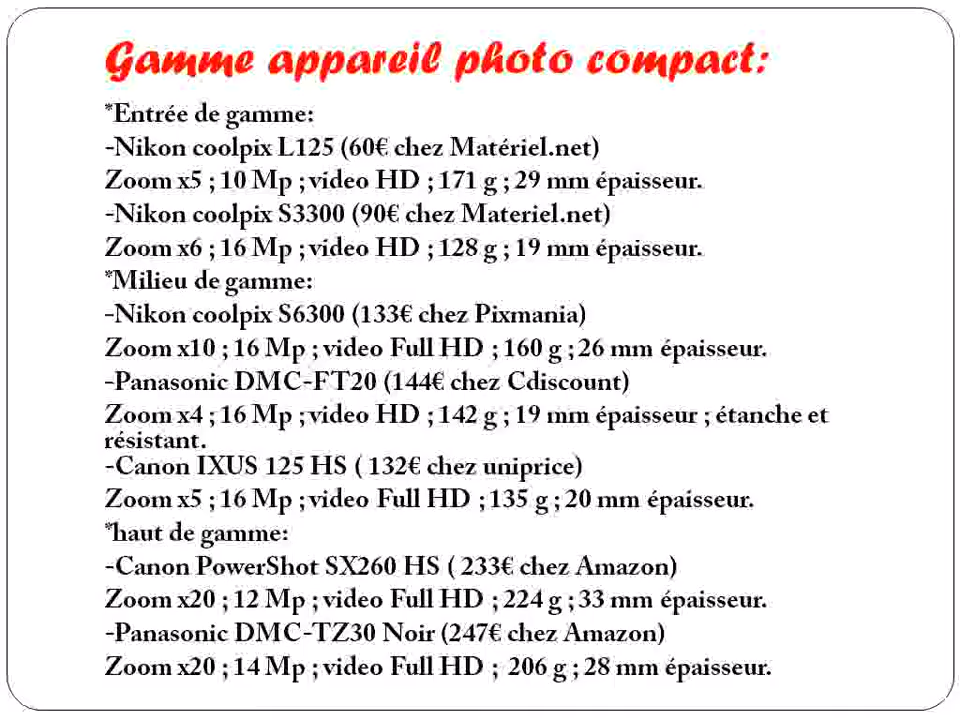 Gamme appareil photo compact:
*Entrée de gamme:
-Nikon coolpix L125 (60€ chez Matériel.net)
Zoom x5 ; 10 Mp ; video HD ; 171 g ; 29 mm épaisseur.
-Nikon coolpix S3300 (90€ chez Materiel.net)
Zoom x6 ; 16 Mp ; video HD ; 128 g ; 19 mm épaisseur.
*Milieu de gamme:
-Nikon coolpix S6300 (133€ chez Pixmania)
Zoom x10 ; 16 Mp ; video Full HD ; 160 g ; 26 mm épaisseur.
-Panasonic DMC-FT20 (144€ chez Cdiscount)
Zoom x4 ; 16 Mp ; video HD ; 142 g ; 19 mm épaisseur ; étanche et
résistant.
-Canon IXUS 125 HS ( 132€ chez uniprice)
Zoom x5 ; 16 Mp ; video Full HD ; 135 g ; 20 mm épaisseur.
*haut de gamme:
-Canon PowerShot SX260 HS ( 233€ chez Amazon)
Zoom x20 ; 12 Mp ; video Full HD ; 224 g ; 33 mm épaisseur.
-Panasonic DMC-TZ30 Noir (247€ chez Amazon)
Zoom x20 ; 14 Mp ; video Full HD ; 206 g ; 28 mm épaisseur.